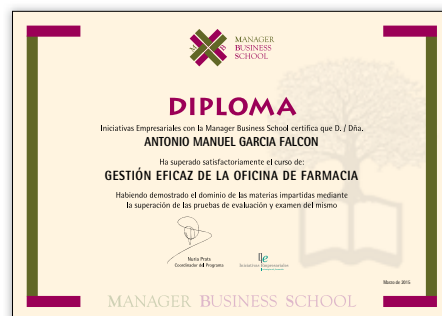 MANAGER
BUSINESS
SCHOOL
DIPLOMA
Iniciativas Empresariales con la Manager Business School certifica que D. / Dña.
ANTONIO MANUEL GARCIA FALCON
Ha superado satisfactoriamente el curso de:
GESTIÓN EFICAZ DE LA OFICINA DE FARMACIA
Habiendo demostrado el dominio de las materias impartidas mediante
la superación de las pruebas de evaluación y examen del mismo
Nuria Prats
Coordinador del Programa
Iniciativas Empresariales
Marzo de 2015
MANAGER BUSINESS SCHOOL